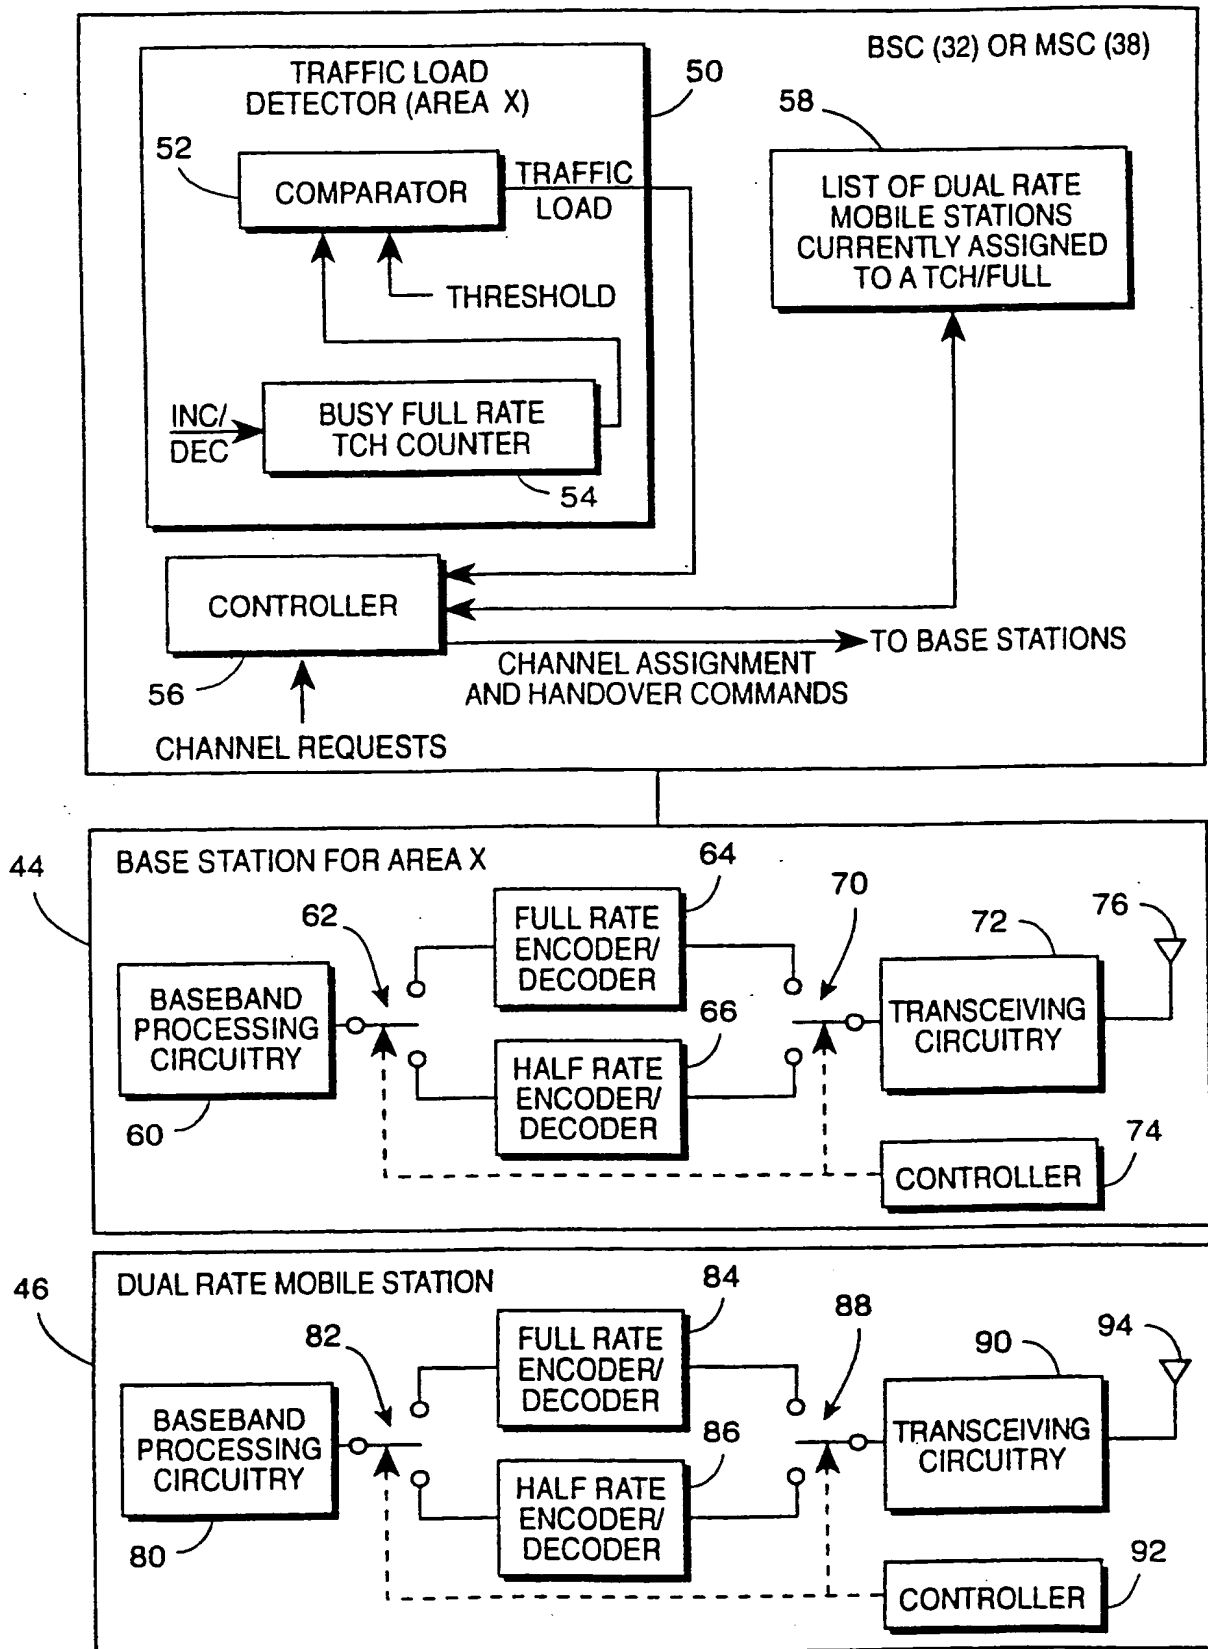 BSC (32) OR MSC (38)
TRAFFIC LOAD
DETECTOR (AREA X)
50
58
52
COMPARATOR
TRAFFIC
LOAD
LIST OF DUAL RATE
MOBILE STATIONS
CURRENTLY ASSIGNED
TO A TCH/FULL
THRESHOLD
INC/
DEC
BUSY FULL RATE
TCH COUNTER
54
CONTROLLER
TO BASE STATIONS
56
CHANNEL ASSIGNMENT
AND HANDOVER COMMANDS
CHANNEL REQUESTS
44
BASE STATION FOR AREA X
64
62
FULL RATE
ENCODER/
DECODER
70
72
76
BASEBAND
PROCESSING
CIRCUITRY
66
TRANSCEIVING
CIRCUITRY
HALF RATE
ENCODER/
DECODER
60
74
CONTROLLER
46
DUAL RATE MOBILE STATION
84
82
FULL RATE
ENCODER/
DECODER
88
90
94
BASEBAND
PROCESSING
CIRCUITRY
86
TRANSCEIVING
CIRCUITRY
HALF RATE
ENCODER/
DECODER
80
92
CONTROLLER